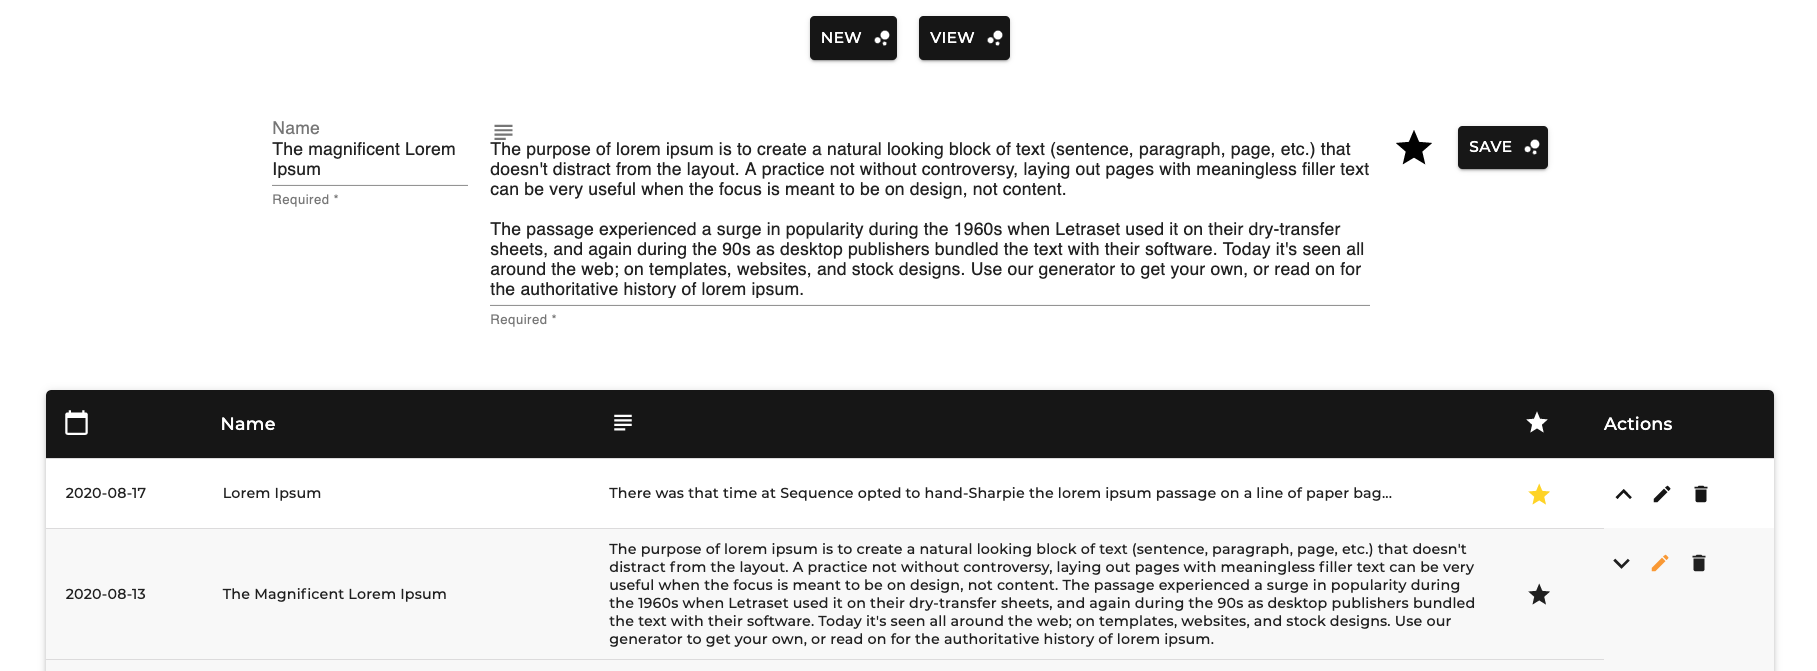 NEW
VIEW
Name
The magnificent Lorem
Ipsum
Required *
The purpose of lorem ipsum is to create a natural looking block of text (sentence, paragraph, page, etc.) that
doesn't distract from the layout. A practice not without controversy, laying out pages with meaningless filler text
can be very useful when the focus is meant to be on design, not content.
The passage experienced a surge in popularity during the 1960s when Letraset used it on their dry-transfer
sheets, and again during the 90s as desktop publishers bundled the text with their software. Today it's seen all
around the web; on templates, websites, and stock designs. Use our generator to get your own, or read on for
the authoritative history of lorem ipsum.
Required *
SAVE
Name
Actions
2020-08-17
Lorem Ipsum
There was that time at Sequence opted to hand-Sharpie the lorem ipsum passage on a line of paper bag...
2020-08-13
The Magnificent Lorem Ipsum
The purpose of lorem ipsum is to create a natural looking block of text (sentence, paragraph, page, etc.) that doesn't
distract from the layout. A practice not without controversy, laying out pages with meaningless filler text can be very
useful when the focus is meant to be on design, not content. The passage experienced a surge in popularity during
the 1960s when Letraset used it on their dry-transfer sheets, and again during the 90s as desktop publishers bundled
the text with their software. Today it's seen all around the web; on templates, websites, and stock designs. Use our
generator to get your own, or read on for the authoritative history of lorem ipsum.